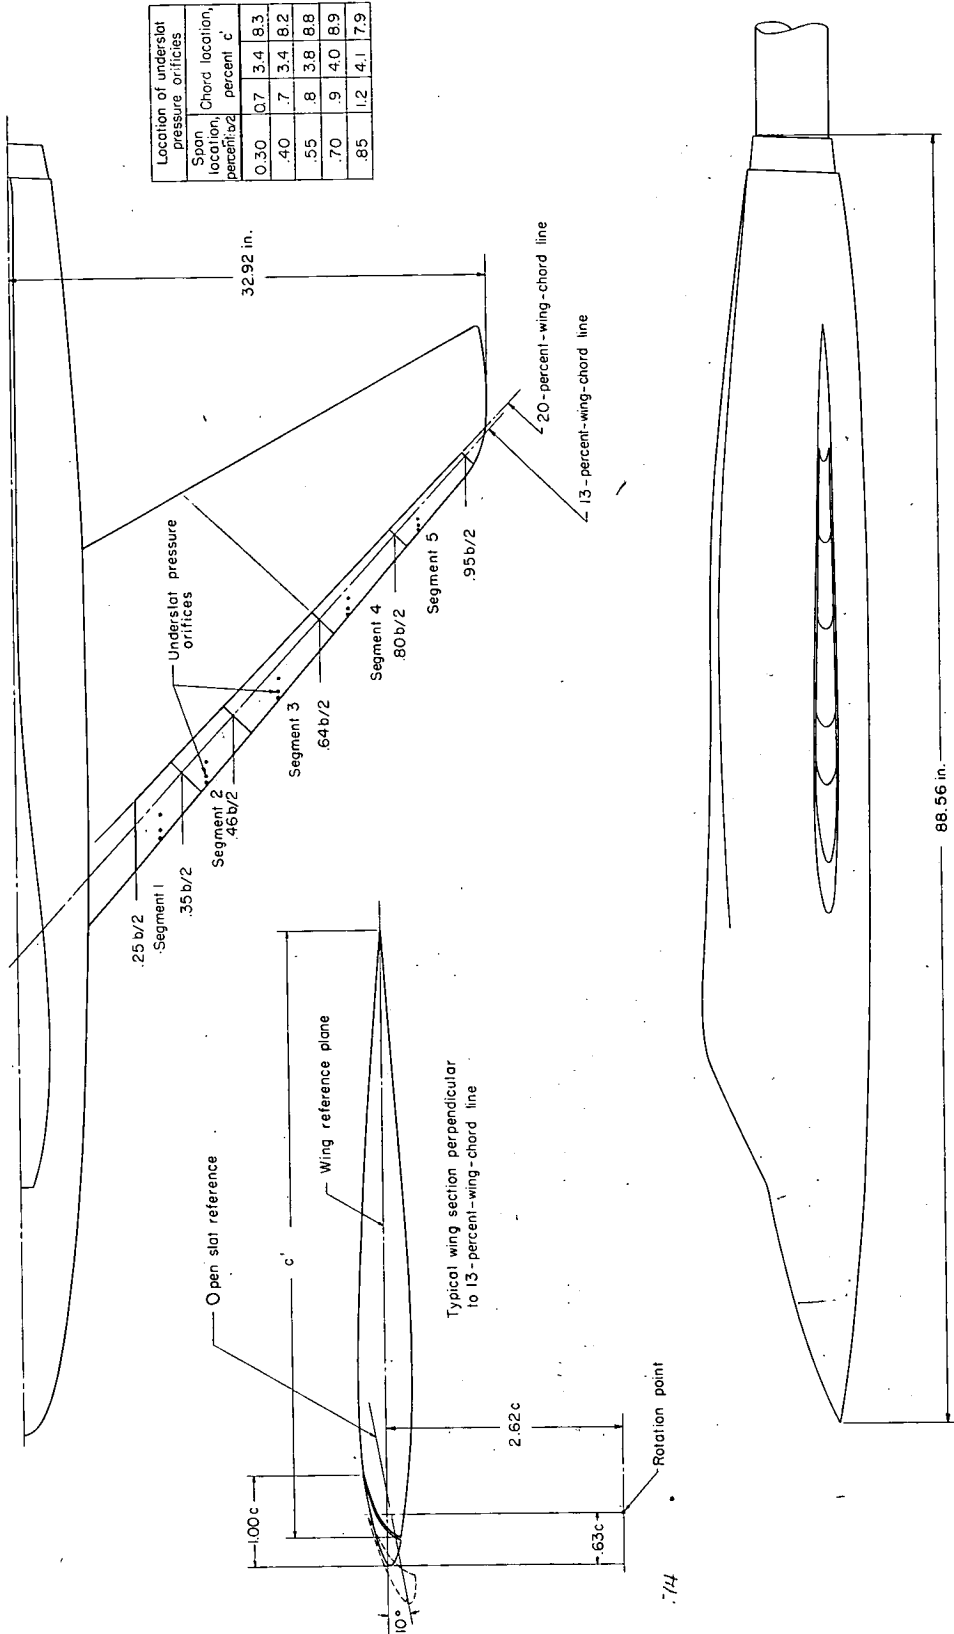 Location of underslat
pressure orifices
Span
location,
percent b/2
Chord location,
percent c'
0.30 0.7 3.4 8.3
.40 .7 3.4 8.2
.55 .8 3.8 8.8
.70 .9 4.0 8.9
.85 1.2 4.1 7.9
32.92 in.
20-percent-wing-chord line
13-percent-wing-chord line
Underslat pressure
orifices
.25 b/2
Segment 1
.35 b/2
Segment 2
.46 b/2
Segment 3
.64 b/2
Segment 4
.80 b/2
Segment 5
.95 b/2
Open slat reference
c'
Wing reference plane
1.00c
2.62c
.63c
10°
Rotation point
Typical wing section perpendicular
to 13-percent-wing-chord line
88.56 in.